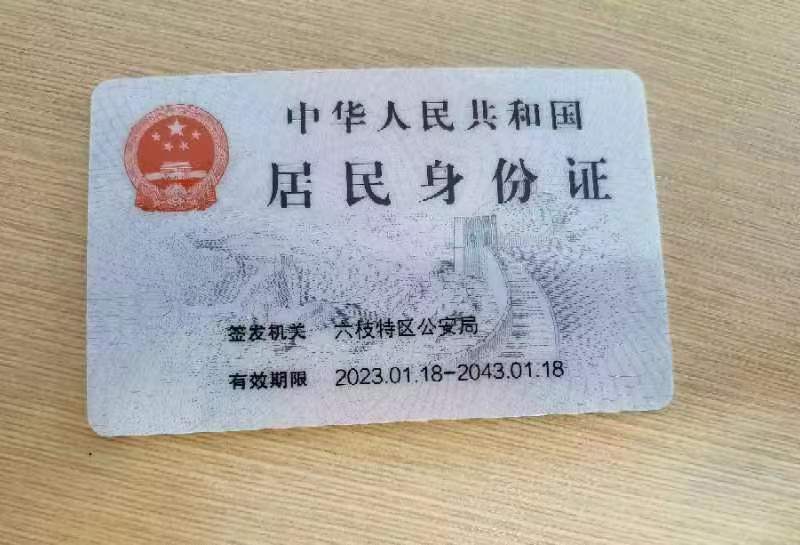 中华人民共和国
居民身份证
签发机关 六枝特区公安局
有效期限 2023.01.18-2043.01.18